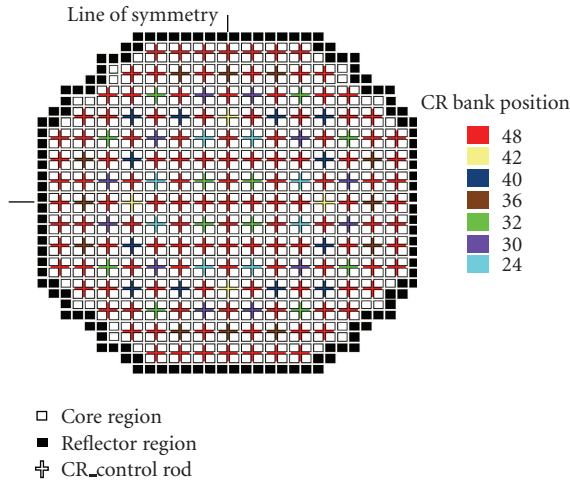 Line of symmetry
CR bank position
48
42
40
36
32
30
24
Core region
Reflector region
CR_control rod